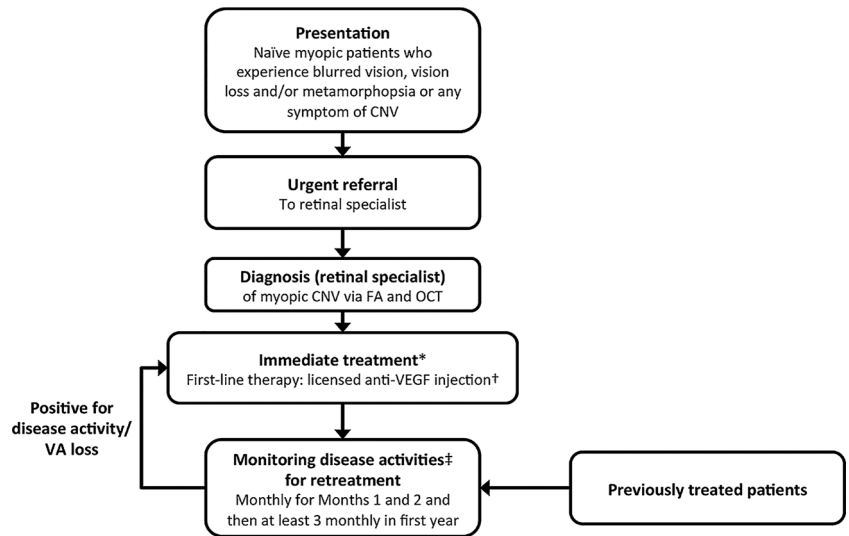 Presentation
Naïve myopic patients who
experience blurred vision, vision
loss and/or metamorphopsia or any
symptom of CNV
Urgent referral
To retinal specialist
Diagnosis (retinal specialist)
of myopic CNV via FA and OCT
Immediate treatment*
First-line therapy: licensed anti-VEGF injection†
Positive for
disease activity/
VA loss
Monitoring disease activities‡
for retreatment
Monthly for Months 1 and 2 and
then at least 3 monthly in first year
Previously treated patients